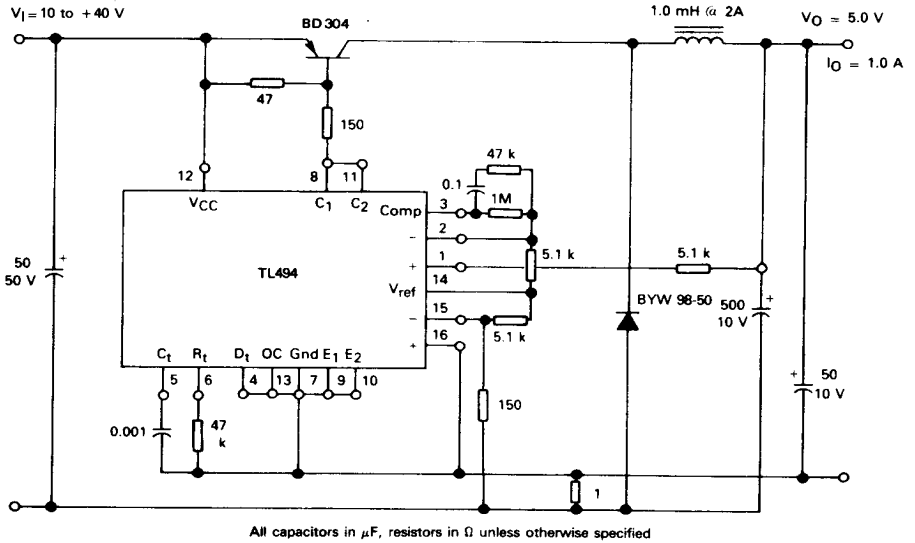 V_I = 10 to +40 V
BD 304
1.0 mH @ 2A
V_O = 5.0 V
I_O = 1.0 A
47
150
47 k
0.1
1M
12
8
11
3
V_CC
C_1
C_2
Comp
−
2
+
1
5.1 k
5.1 k
14
V_ref
TL494
50
50 V
+
15
−
5.1 k
16
+
BYW 98-50
500
10 V
+
C_t
R_t
D_t
OC
Gnd
E_1
E_2
5
6
4
13
7
9
10
50
10 V
+
0.001
47
k
150
1
All capacitors in μF, resistors in Ω unless otherwise specified